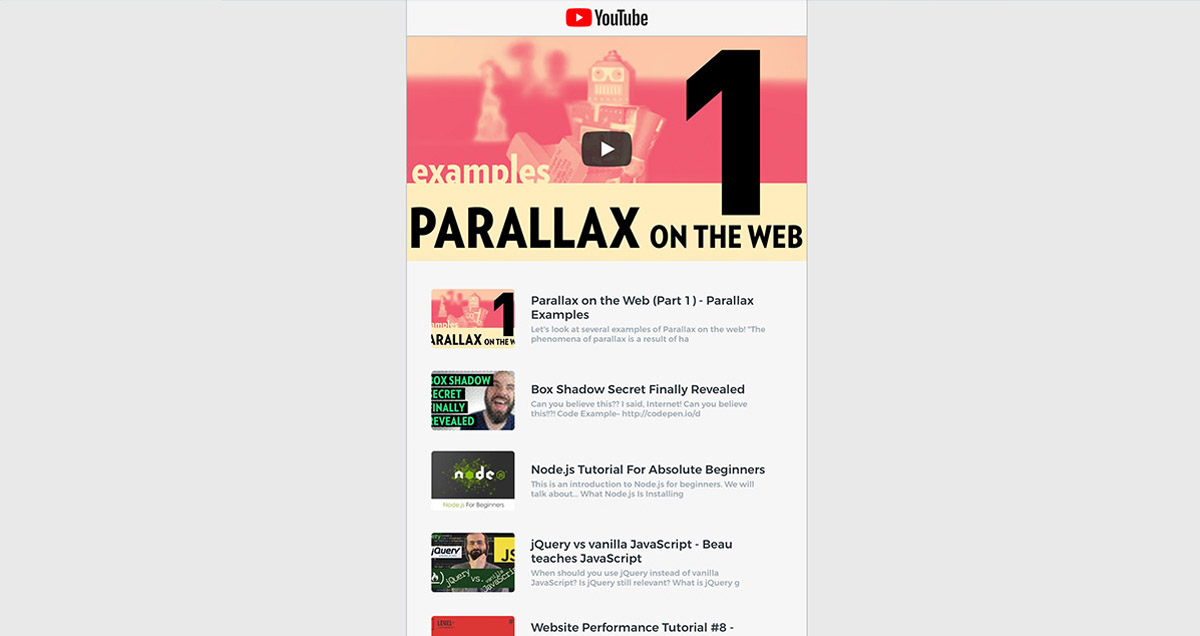 YouTube
examples
1
PARALLAX ON THE WEB
1
Parallax on the Web (Part 1) - Parallax
Examples
Let's look at several examples of Parallax on the web! "The
phenomena of parallax is a result of ha
ARALLAX ON THE W
BOX SHADOW
SECRET
FINALLY
REVEALED
Box Shadow Secret Finally Revealed
Can you believe this?? I said, Internet! Can you believe
this!!?! Code Example- http://codepen.io/d
node
JS
Node.js For Beginners
Node.js Tutorial For Absolute Beginners
This is an introduction to Node.js for beginners. We will
talk about... What Node.js Is Installing
jQuery
JS
jQuery vs. vanilla
JavaScript
jQuery vs vanilla JavaScript - Beau
teaches JavaScript
When should you use jQuery instead of vanilla
JavaScript? Is jQuery still relevant? What is jQuery g
LEVEL
Website Performance Tutorial #8 -